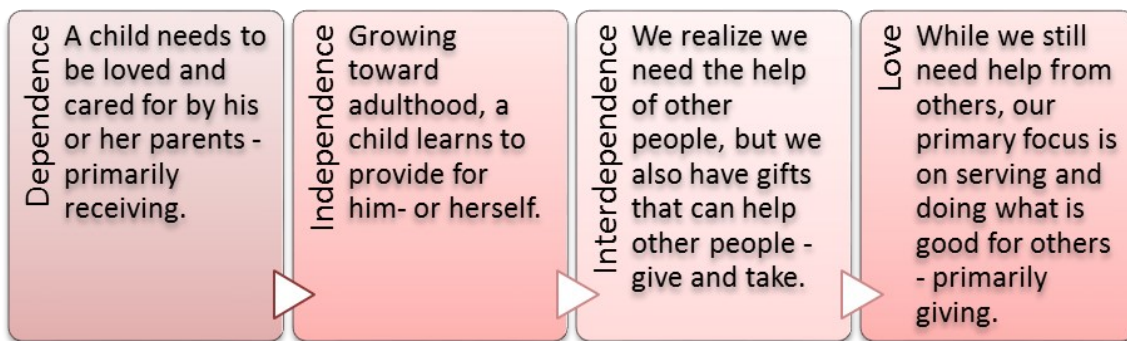 Dependence
A child needs to
be loved and
cared for by his
or her parents -
primarily
receiving.
Independence
Growing
toward
adulthood, a
child learns to
provide for
him- or herself.
Interdependence
We realize we
need the help
of other
people, but we
also have gifts
that can help
other people -
give and take.
Love
While we still
need help from
others, our
primary focus is
on serving and
doing what is
good for others
- primarily
giving.